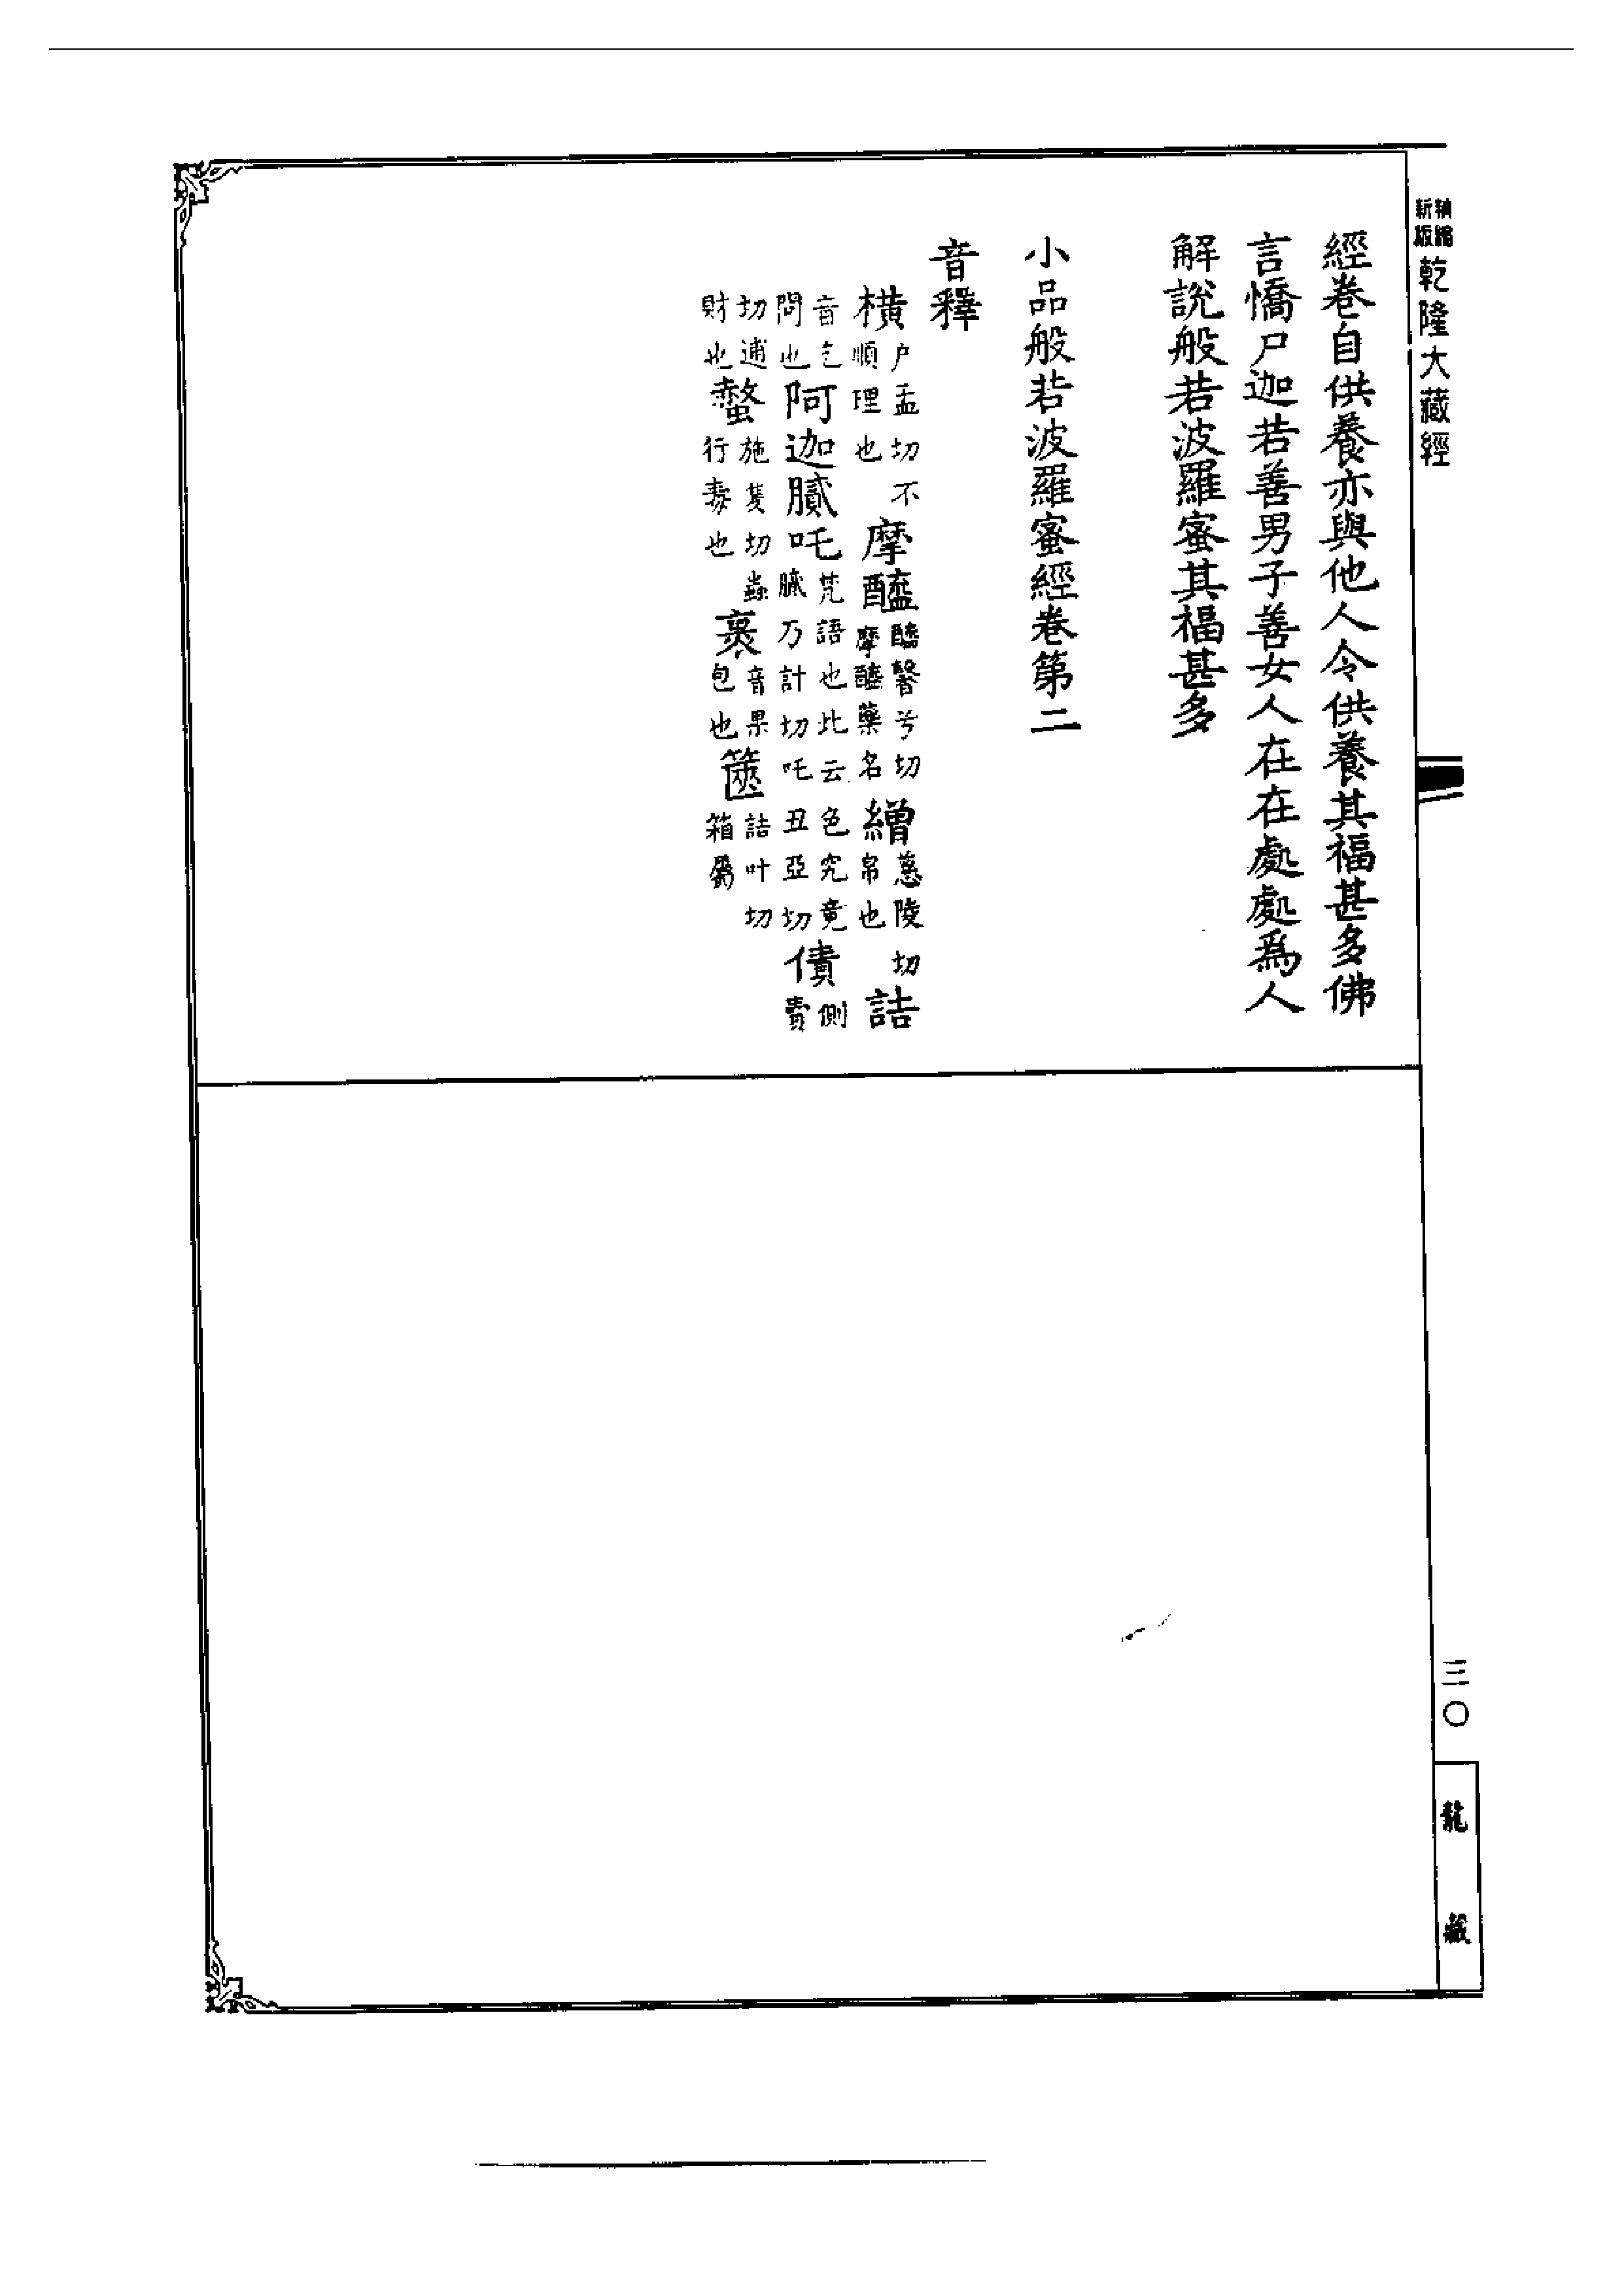 新編縮版乾隆大藏經
經卷自供養亦與他人令供養其福甚多佛
言憍尸迦若善男子善女人在在處處為人
解說般若波羅蜜其福甚多
小品般若波羅蜜經卷第二
音釋
橫戶孟切不順理也 摩醯醯馨兮切摩醯藥名 繒慈陵切帛也 詰
音乞問也 阿迦膩吒梵語也此云色究竟膩乃計切吒丑亞切 債側責
切逋財也 螫施隻切蟲行毒也 裹音果包也 篋詰叶切箱屬
三〇
龍藏